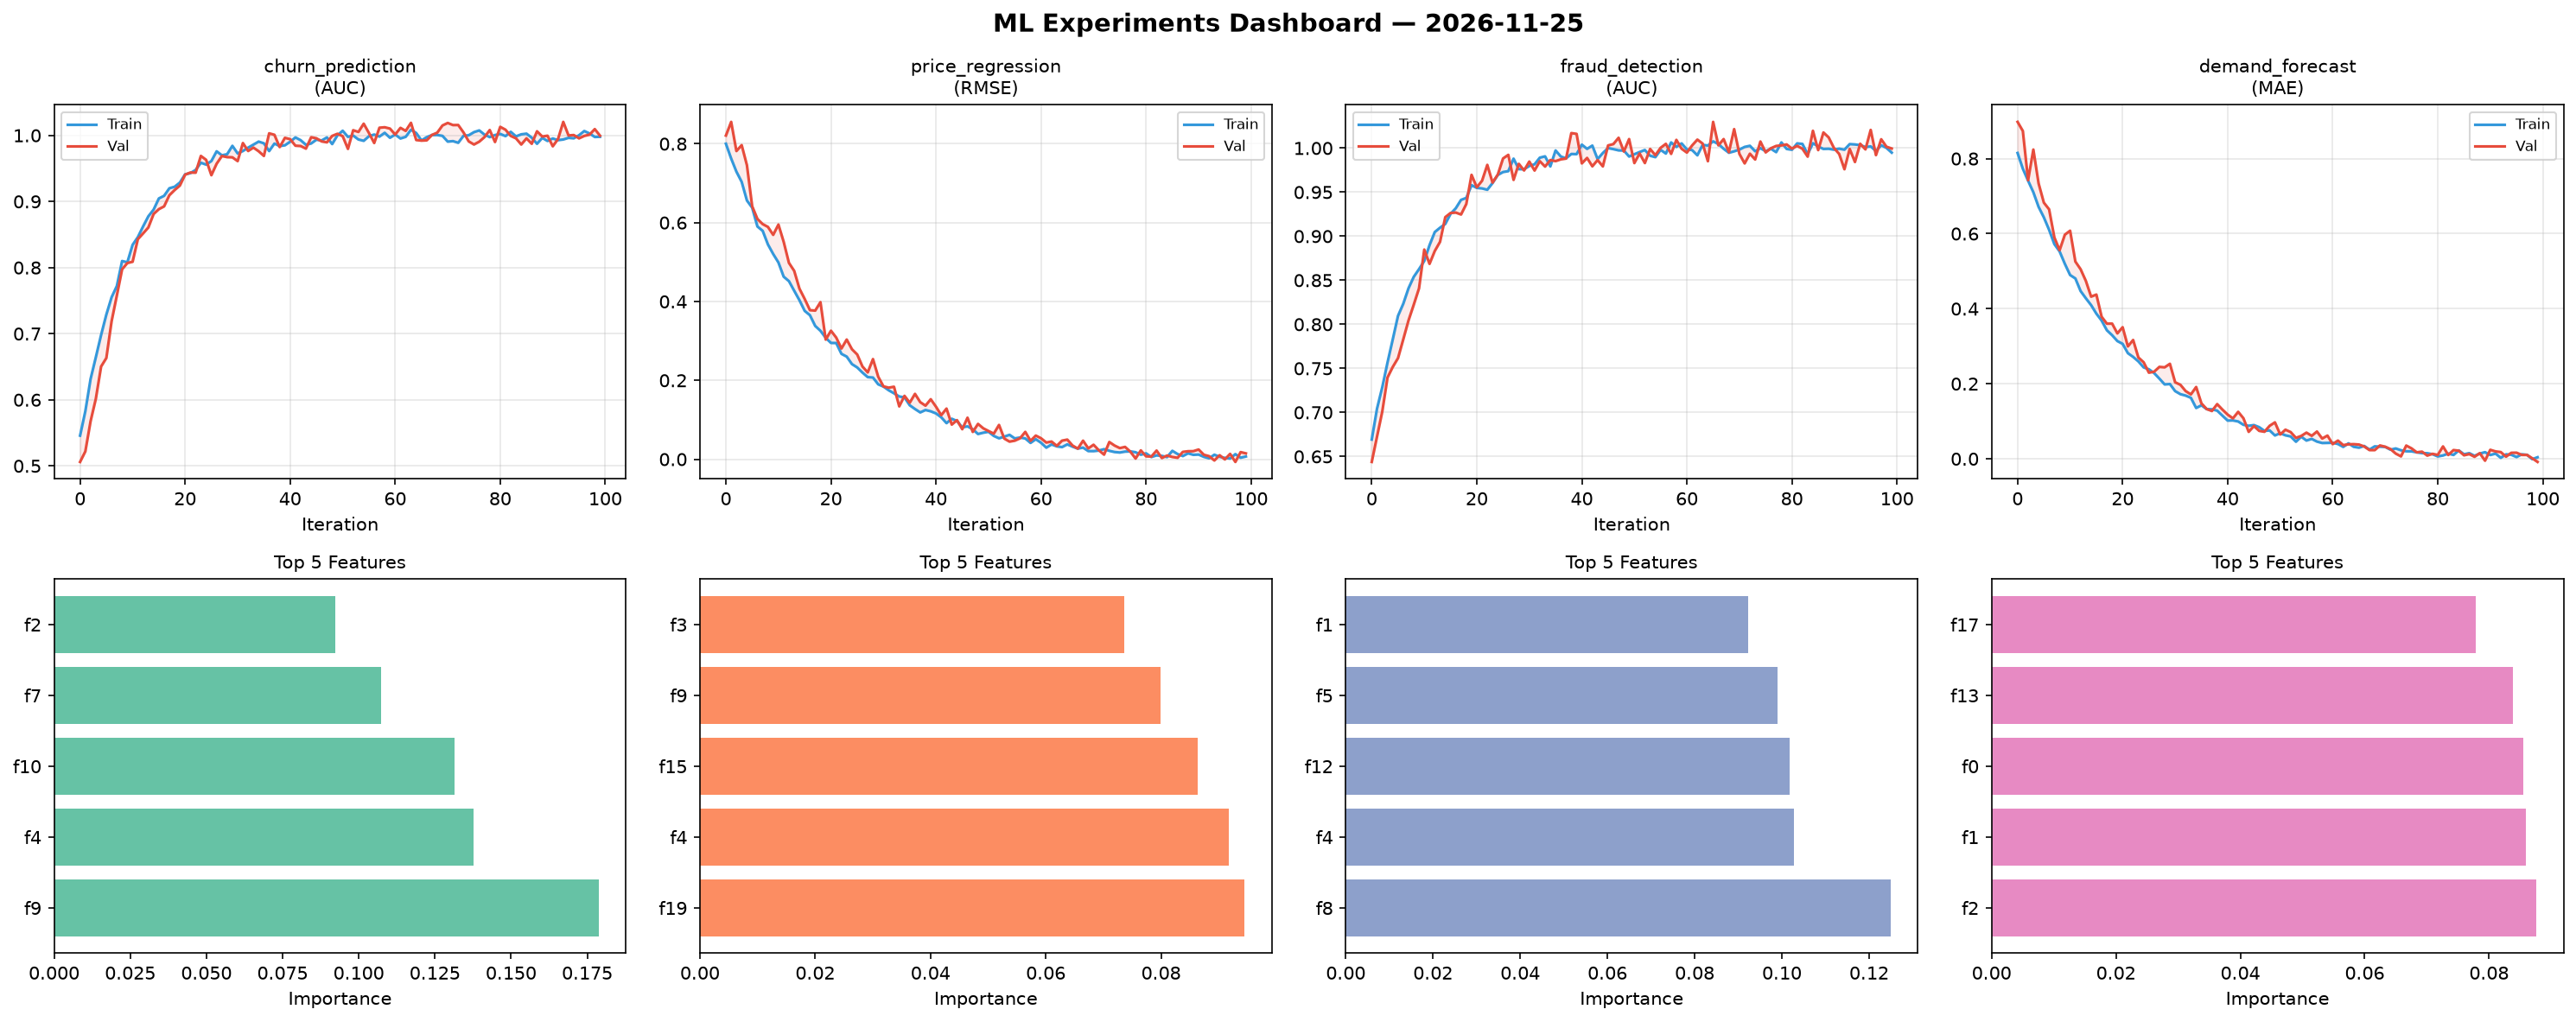 ML Experiments Dashboard — 2026-11-25
churn_prediction
(AUC)
Train
Val
1.0
0.9
0.8
0.7
0.6
0.5
0 20 40 60 80 100
Iteration
price_regression
(RMSE)
Train
Val
0.8
0.6
0.4
0.2
0.0
0 20 40 60 80 100
Iteration
fraud_detection
(AUC)
Train
Val
1.00
0.95
0.90
0.85
0.80
0.75
0.70
0.65
0 20 40 60 80 100
Iteration
demand_forecast
(MAE)
Train
Val
0.8
0.6
0.4
0.2
0.0
0 20 40 60 80 100
Iteration
Top 5 Features
f2
f7
f10
f4
f9
0.000 0.025 0.050 0.075 0.100 0.125 0.150 0.175
Importance
Top 5 Features
f3
f9
f15
f4
f19
0.00 0.02 0.04 0.06 0.08
Importance
Top 5 Features
f1
f5
f12
f4
f8
0.00 0.02 0.04 0.06 0.08 0.10 0.12
Importance
Top 5 Features
f17
f13
f0
f1
f2
0.00 0.02 0.04 0.06 0.08
Importance